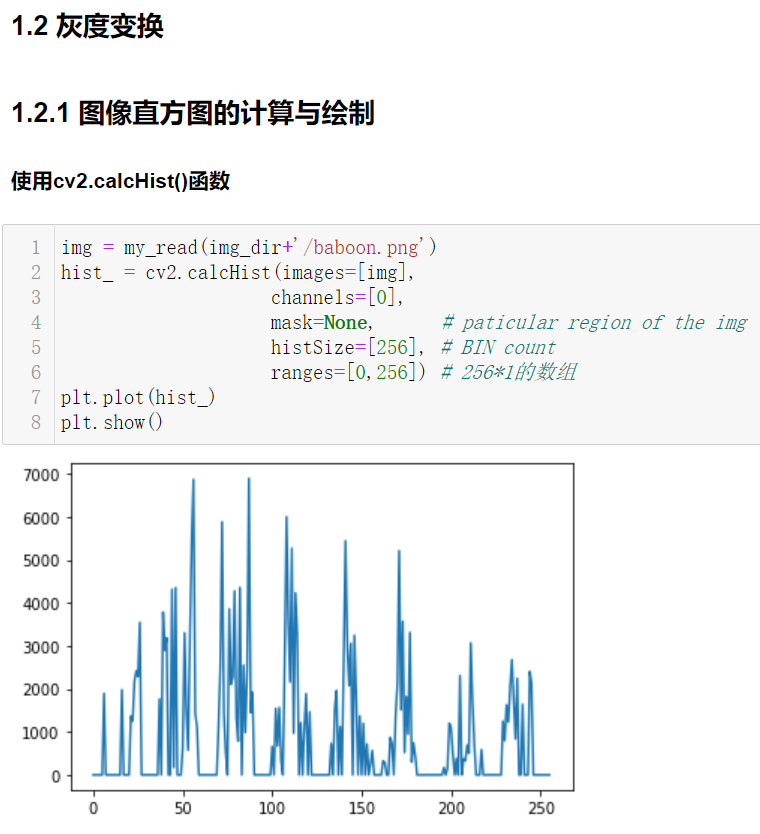 1.2 灰度变换
1.2.1 图像直方图的计算与绘制
使用cv2.calcHist()函数
1 img = my_read(img_dir+'/baboon.png')
2 hist_ = cv2.calcHist(images=[img],
3 channels=[0],
4 mask=None, # paticular region of the img
5 histSize=[256], # BIN count
6 ranges=[0,256]) # 256*1的数组
7 plt.plot(hist_)
8 plt.show()
7000
6000
5000
4000
3000
2000
1000
0
0 50 100 150 200 250